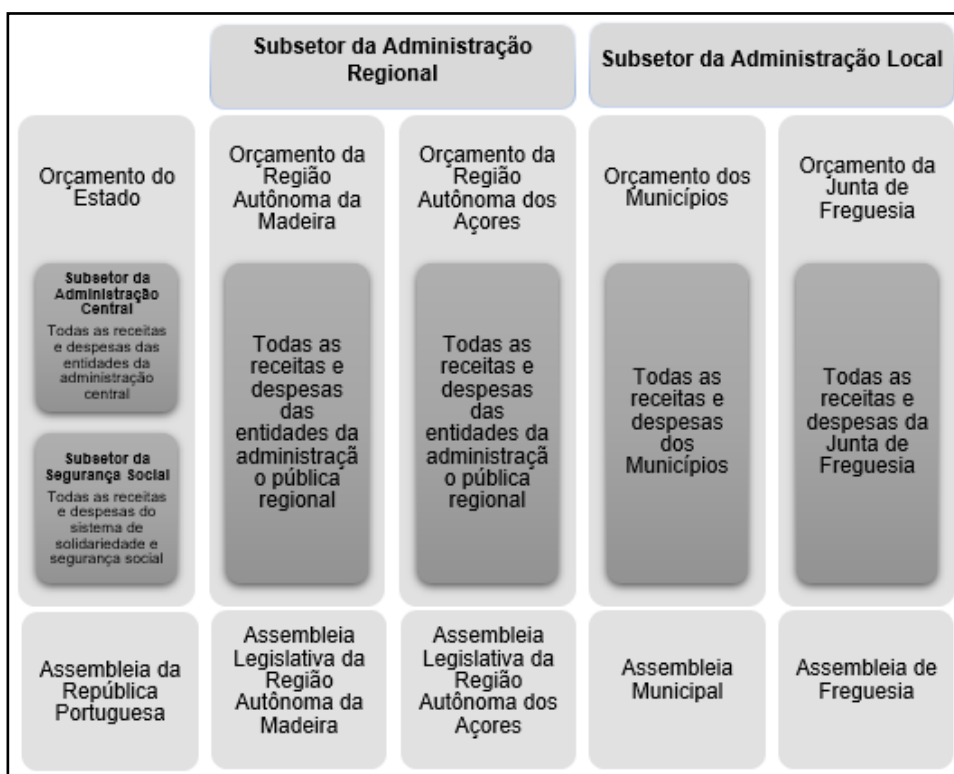 Subsetor da Administração
Regional
Subsetor da Administração Local
Orçamento do
Estado
Subsetor da
Administração
Central
Todas as receitas
e despesas das
entidades da
administração
central
Subsetor da
Segurança Social
Todas as receitas
e despesas do
sistema de
solidariedade e
segurança social
Assembleia da
República
Portuguesa
Orçamento da
Região
Autônoma da
Madeira
Todas as
receitas e
despesas
das
entidades da
administraçã
o pública
regional
Assembleia
Legislativa da
Região
Autônoma da
Madeira
Orçamento da
Região
Autônoma dos
Açores
Todas as
receitas e
despesas
das
entidades da
administraçã
o pública
regional
Assembleia
Legislativa da
Região
Autônoma dos
Açores
Orçamento dos
Municípios
Todas as
receitas e
despesas
dos
Municípios
Assembleia
Municipal
Orçamento da
Junta de
Freguesia
Todas as
receitas e
despesas da
Junta de
Freguesia
Assembleia de
Freguesia